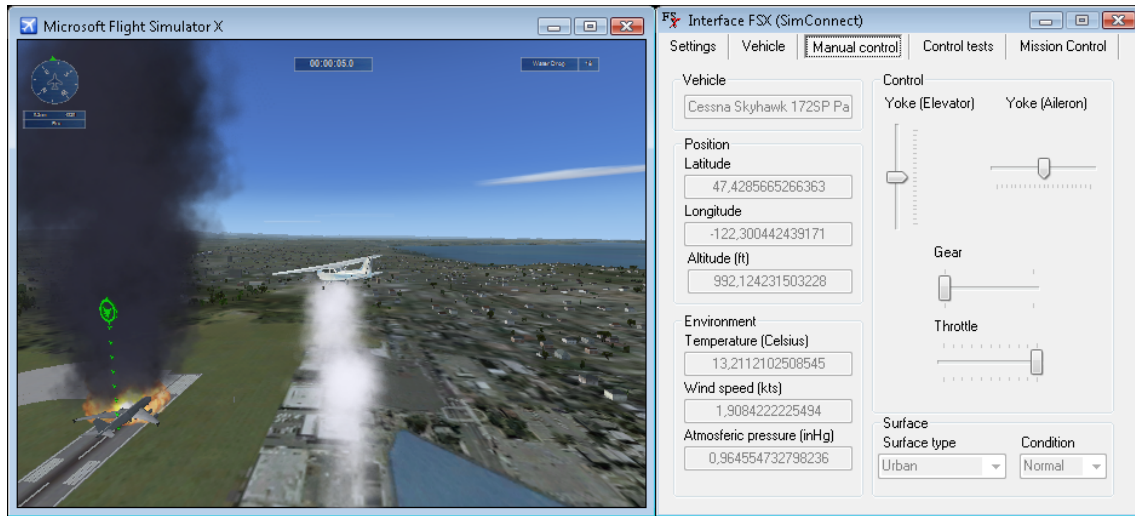 Microsoft Flight Simulator X
00:00:05.0
Water Drop
Interface FSX (SimConnect)
Settings
Vehicle
Manual control
Control tests
Mission Control
Vehicle
Cessna Skyhawk 172SP Pa
Position
Latitude
47,4285665266363
Longitude
-122,300442439171
Altitude (ft)
992,124231503228
Environment
Temperature (Celsius)
13,2112102508545
Wind speed (kts)
1,9084222225494
Atmosferic pressure (inHg)
0,964554732798236
Control
Yoke (Elevator)
Yoke (Aileron)
Gear
Throttle
Surface
Surface type
Condition
Urban
Normal